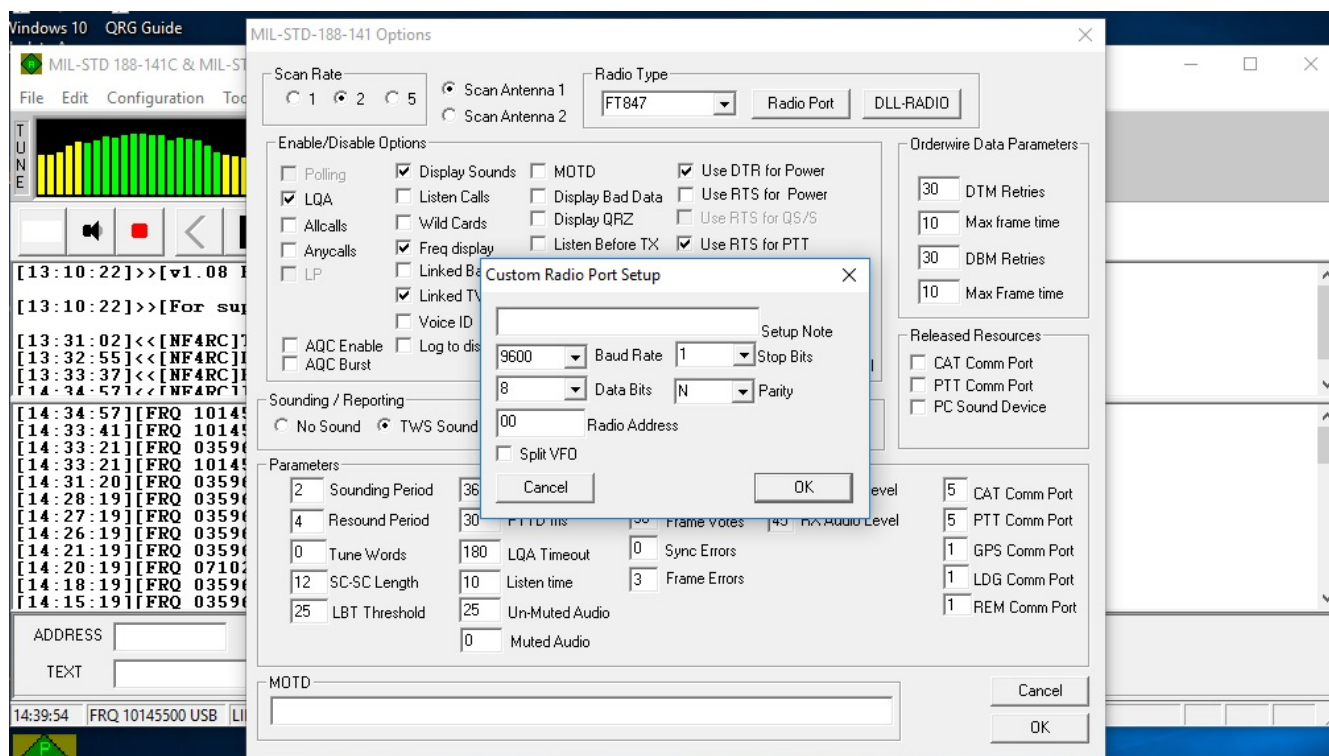 Windows 10 QRG Guide
MIL-STD-188-141 Options
MIL-STD 188-141C & MIL-ST
File Edit Configuration Too
T
U
N
E
Scan Rate
1 2 5
Scan Antenna 1
Scan Antenna 2
Radio Type
FT847
Radio Port
DLL-RADIO
Enable/Disable Options
Polling
LQA
Allcalls
Anycalls
LP
AQC Enable
AQC Burst
Display Sounds
Listen Calls
Wild Cards
Freq display
Linked Ba
Linked TV
Voice ID
Log to dis
MOTD
Display Bad Data
Display QRZ
Listen Before TX
Use DTR for Power
Use RTS for Power
Use RTS for QS/S
Use RTS for PTT
Orderwire Data Parameters
30 DTM Retries
10 Max frame time
30 DBM Retries
10 Max Frame time
Released Resources
CAT Comm Port
PTT Comm Port
PC Sound Device
Custom Radio Port Setup
Setup Note
9600 Baud Rate 1 Stop Bits
8 Data Bits N Parity
00 Radio Address
Split VFO
Cancel OK
[13:10:22]>>[v1.08
[13:10:22]>>[For sup
[13:31:02]<<[NF4RC]
[13:32:55]<<[NF4RC]
[13:33:37]<<[NF4RC]
[14:34:57]<<[NF4RC]
[14:34:57][FRQ 10145
[14:33:41][FRQ 10145
[14:33:21][FRQ 03596
[14:33:21][FRQ 10145
[14:31:20][FRQ 03596
[14:28:19][FRQ 03596
[14:27:19][FRQ 03596
[14:26:19][FRQ 03596
[14:21:19][FRQ 03596
[14:20:19][FRQ 07102
[14:18:19][FRQ 03596
[14:15:19][FRQ 03596
Sounding / Reporting
No Sound TWS Sound
Parameters
2 Sounding Period
4 Resound Period
0 Tune Words
12 SC-SC Length
25 LBT Threshold
36
30
180 LQA Timeout
10 Listen time
25 Un-Muted Audio
0 Muted Audio
Frame Votes
0 Sync Errors
3 Frame Errors
evel
45 RX Audio Level
5 CAT Comm Port
5 PTT Comm Port
1 GPS Comm Port
1 LDG Comm Port
1 REM Comm Port
ADDRESS
TEXT
MOTD
Cancel
OK
14:39:54 FRQ 10145500 USB
P